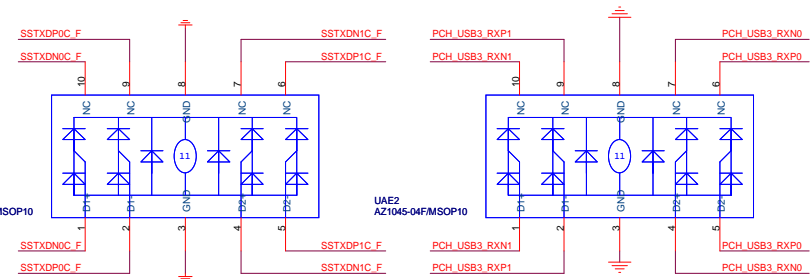 SSTXDP0C_F
SSTXDN1C_F
PCH_USB3_RXP1
PCH_USB3_RXN0
SSTXDN0C_F
SSTXDP1C_F
PCH_USB3_RXN1
PCH_USB3_RXP0
10 9 8 7 6 10 9 8 7 6
NC NC GND NC NC NC NC GND NC NC
11 11
/MSOP10
UAE2
AZ1045-04F/MSOP10
D1+ D1- GND D2+ D2- D1+ D1- GND D2+ D2-
1 2 3 4 5 1 2 3 4 5
SSTXDN0C_F
SSTXDP1C_F
PCH_USB3_RXN1
PCH_USB3_RXP0
SSTXDP0C_F
SSTXDN1C_F
PCH_USB3_RXP1
PCH_USB3_RXN0